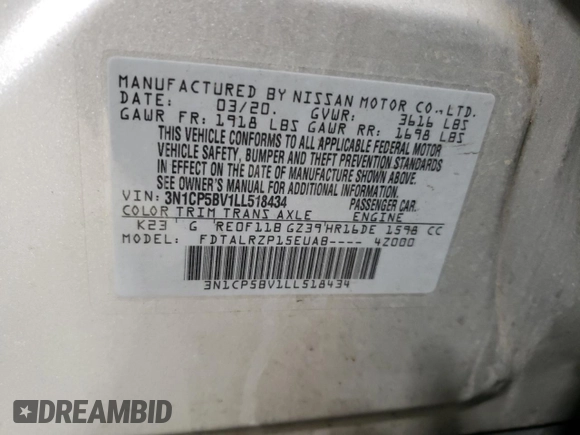 MANUFACTURED BY NISSAN MOTOR CO.,LTD.
DATE: 03/20. GVWR: 3616 LBS
GAWR FR: 1918 LBS GAWR RR: 1698 LBS
THIS VEHICLE CONFORMS TO ALL APPLICABLE FEDERAL MOTOR
VEHICLE SAFETY, BUMPER AND THEFT PREVENTION STANDARDS
IN EFFECT ON THE DATE OF MANUFACTURE SHOWN ABOVE.
SEE OWNER'S MANUAL FOR ADDITIONAL INFORMATION.
VIN: 3N1CP5BV1LL518434 PASSENGER CAR.
COLOR TRIM TRANS AXLE ENGINE
K23 G RE0F11B GZ39 HR16DE 1598 CC
MODEL: FDTALRZP15EUAB---- 4Z000
3N1CP5BV1LL518434
DREAMBID